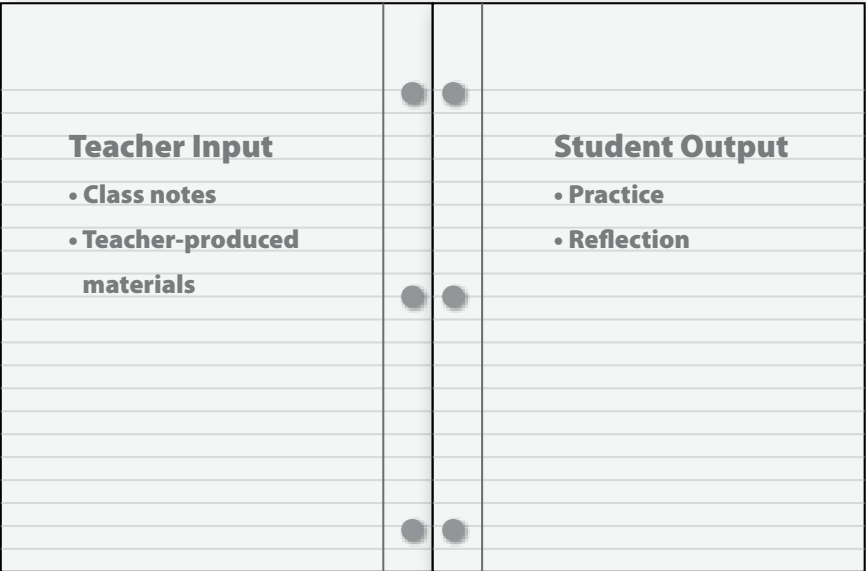 Teacher Input
• Class notes
• Teacher-produced
materials
Student Output
• Practice
• Reflection